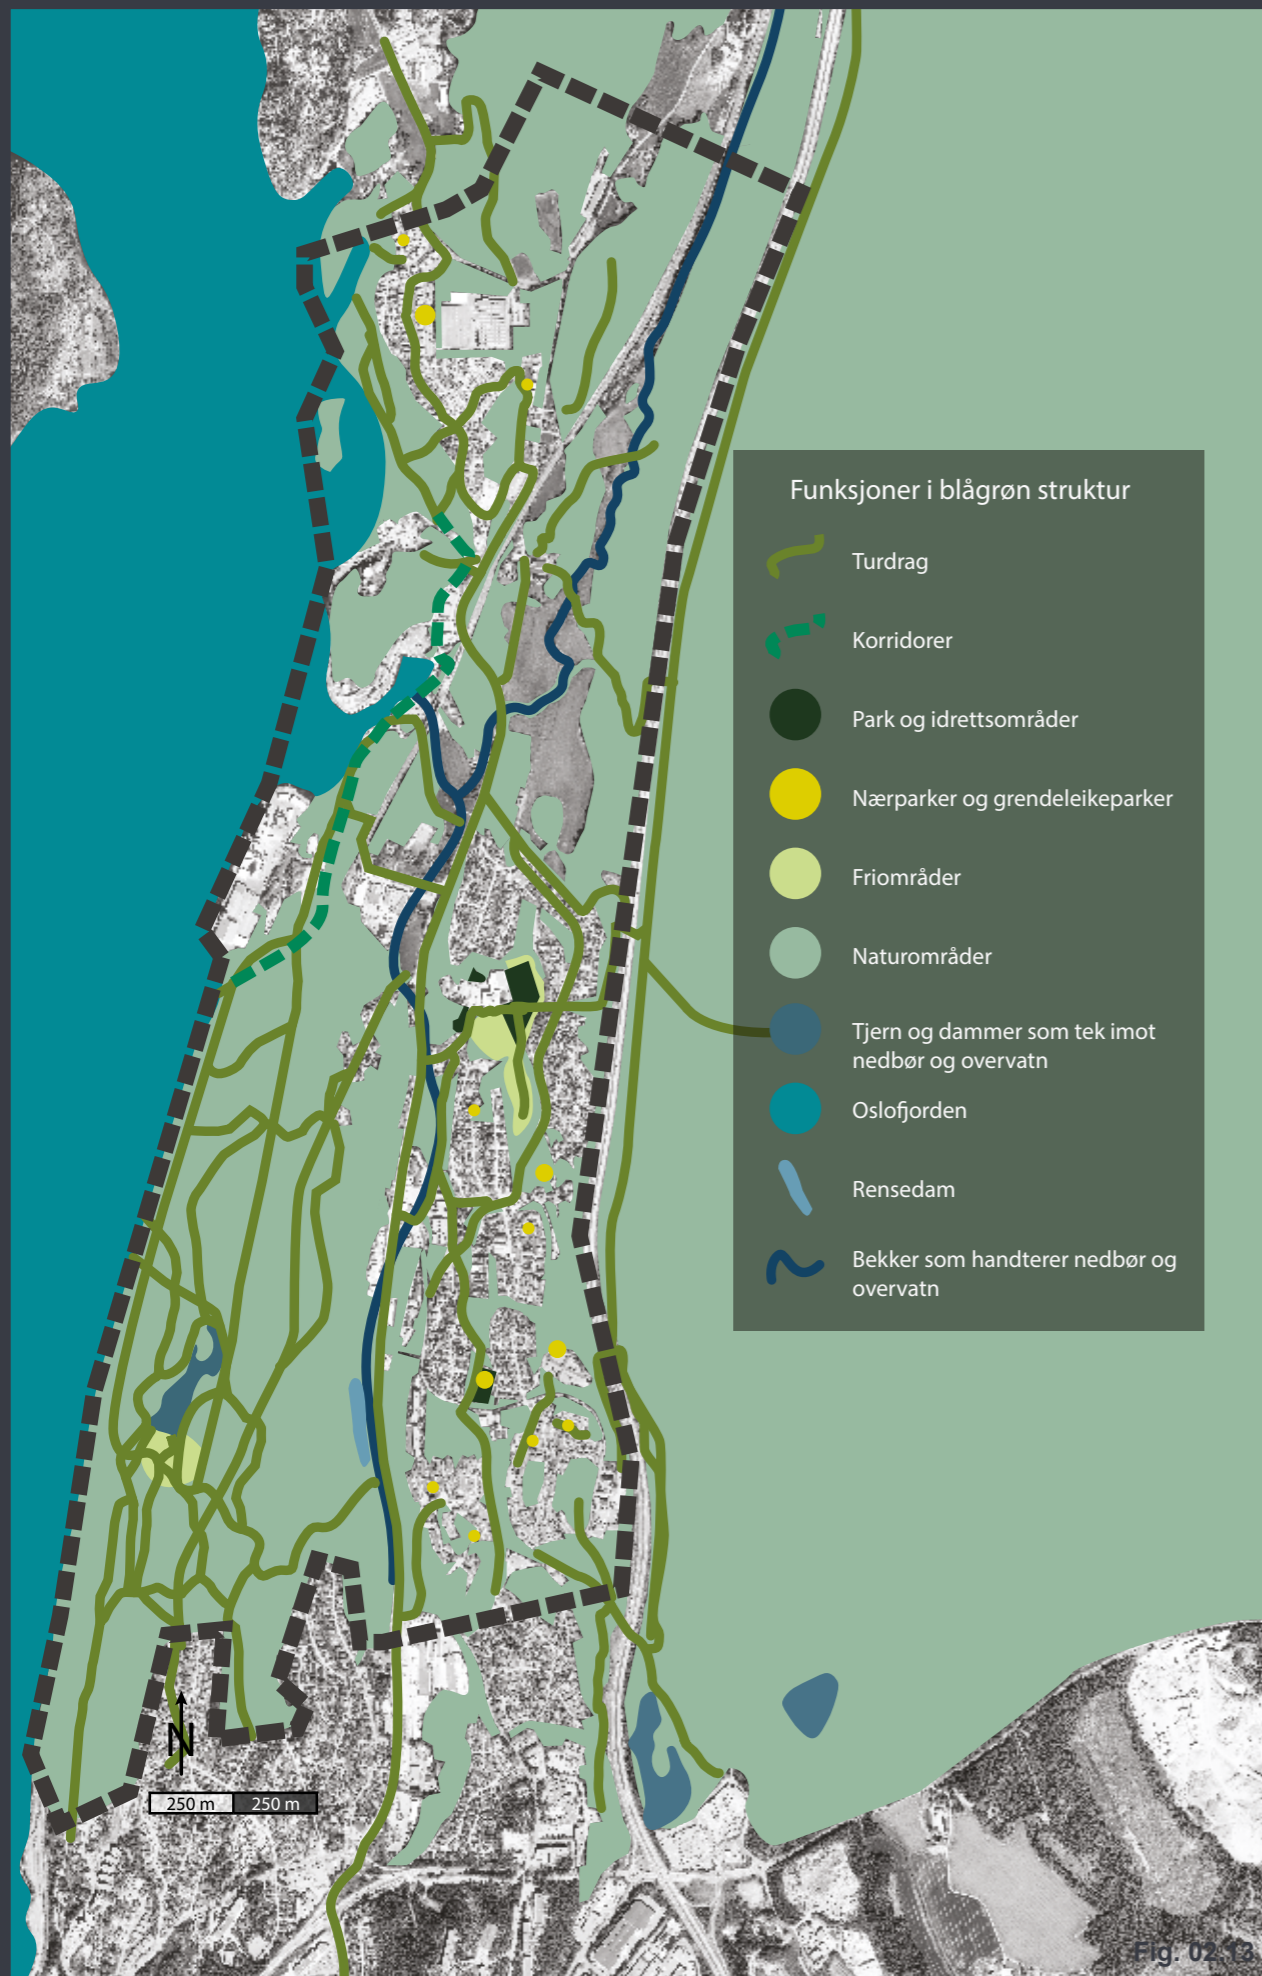 Funksjoner i blågrøn struktur
Turdrag
Korridorer
Park og idrettsområder
Nærparker og grendeleikeparker
Friområder
Naturområder
Tjern og dammer som tek imot
nedbør og overvatn
Oslofjorden
Rensedam
Bekker som handterer nedbør og
overvatn
N
250 m 250 m
Fig. 02.13.